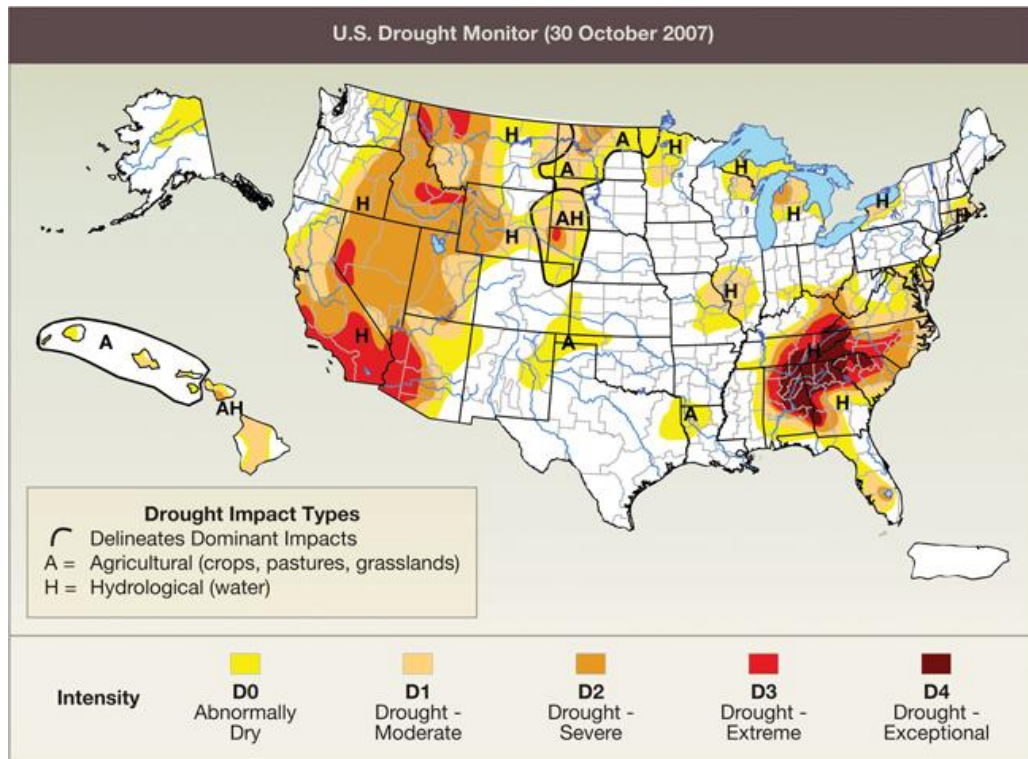 U.S. Drought Monitor (30 October 2007)
H
A
H
A
H
AH
H
H
H
H
H
H
H
A
H
H
A
A
AH
Drought Impact Types
Delineates Dominant Impacts
A = Agricultural (crops, pastures, grasslands)
H = Hydrological (water)
Intensity
D0
Abnormally
Dry
D1
Drought -
Moderate
D2
Drought -
Severe
D3
Drought -
Extreme
D4
Drought -
Exceptional